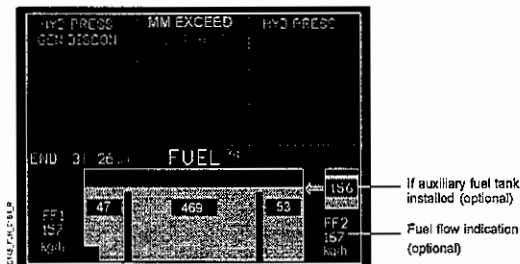 HYD PRESS MM EXCEED HYD PRESS
GEN DISCON
END 3: 26 FUEL
156
47 469 53
If auxiliary fuel tank
installed (optional)
FF1
157
kg/h
FF2
157
kg/h
Fuel flow indication
(optional)